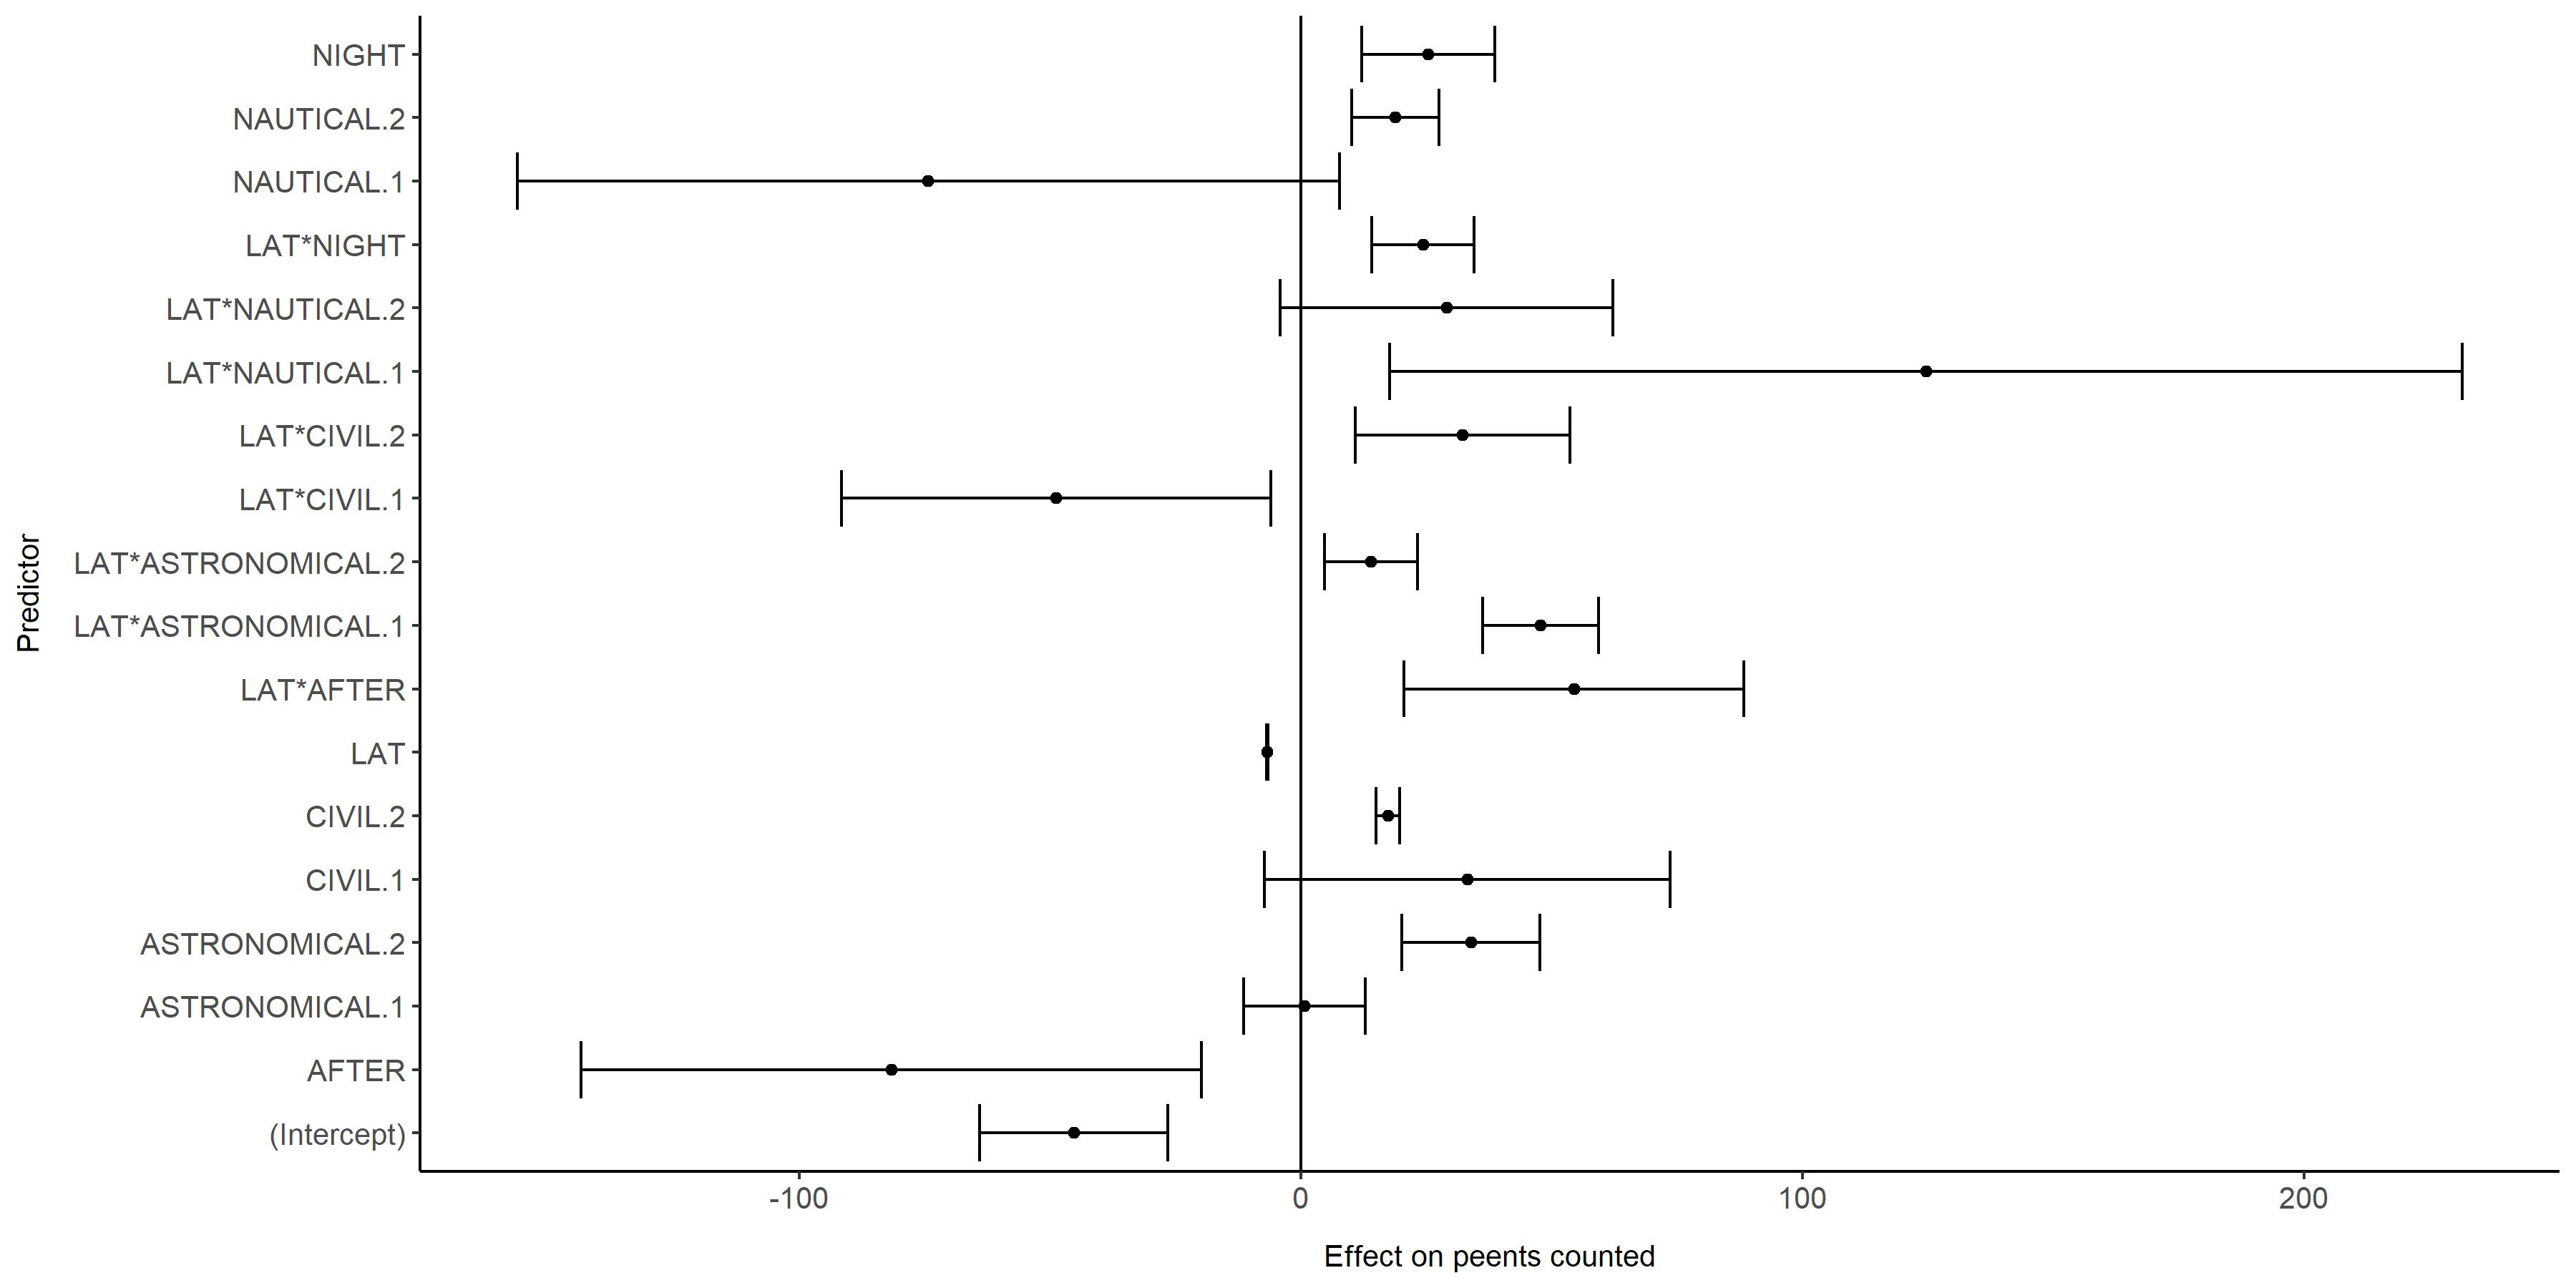 NIGHT
NAUTICAL.2
NAUTICAL.1
LAT*NIGHT
LAT*NAUTICAL.2
LAT*NAUTICAL.1
LAT*CIVIL.2
LAT*CIVIL.1
LAT*ASTRONOMICAL.2
LAT*ASTRONOMICAL.1
LAT*AFTER
LAT
CIVIL.2
CIVIL.1
ASTRONOMICAL.2
ASTRONOMICAL.1
AFTER
(Intercept)
Predictor
-100 0 100 200
Effect on peents counted